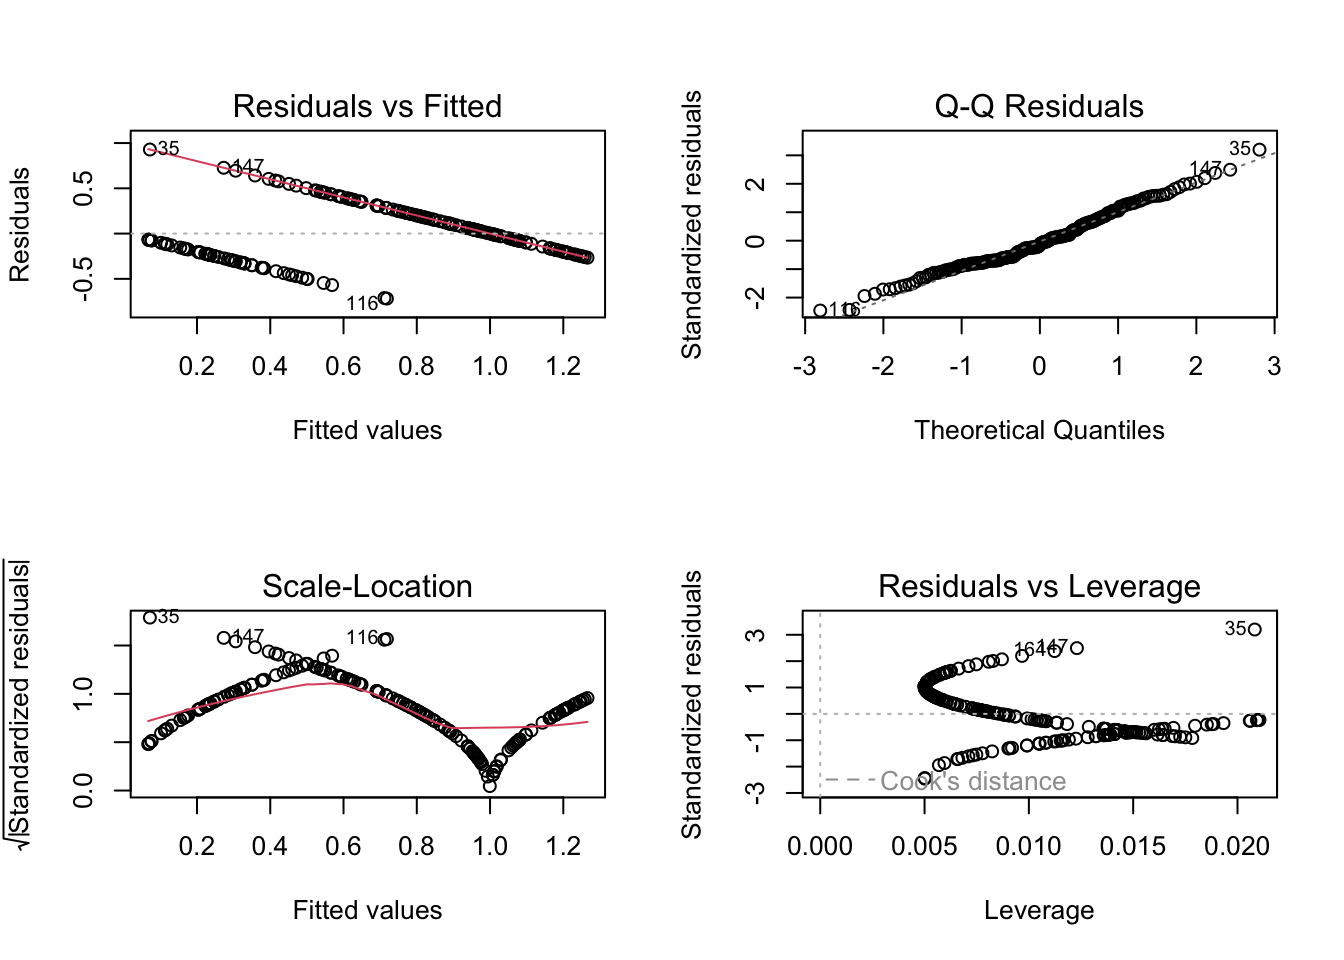 Residuals vs Fitted
Residuals
0.5
-0.5
35
147
116
0.2 0.4 0.6 0.8 1.0 1.2
Fitted values
Q-Q Residuals
Standardized residuals
2
0
-2
35
147
116
-3 -2 -1 0 1 2 3
Theoretical Quantiles
Scale-Location
√|Standardized residuals|
1.0
0.0
35
147
116
0.2 0.4 0.6 0.8 1.0 1.2
Fitted values
Residuals vs Leverage
Standardized residuals
3
1
-1
-3
35
147
Cook's distance
0.000 0.005 0.010 0.015 0.020
Leverage